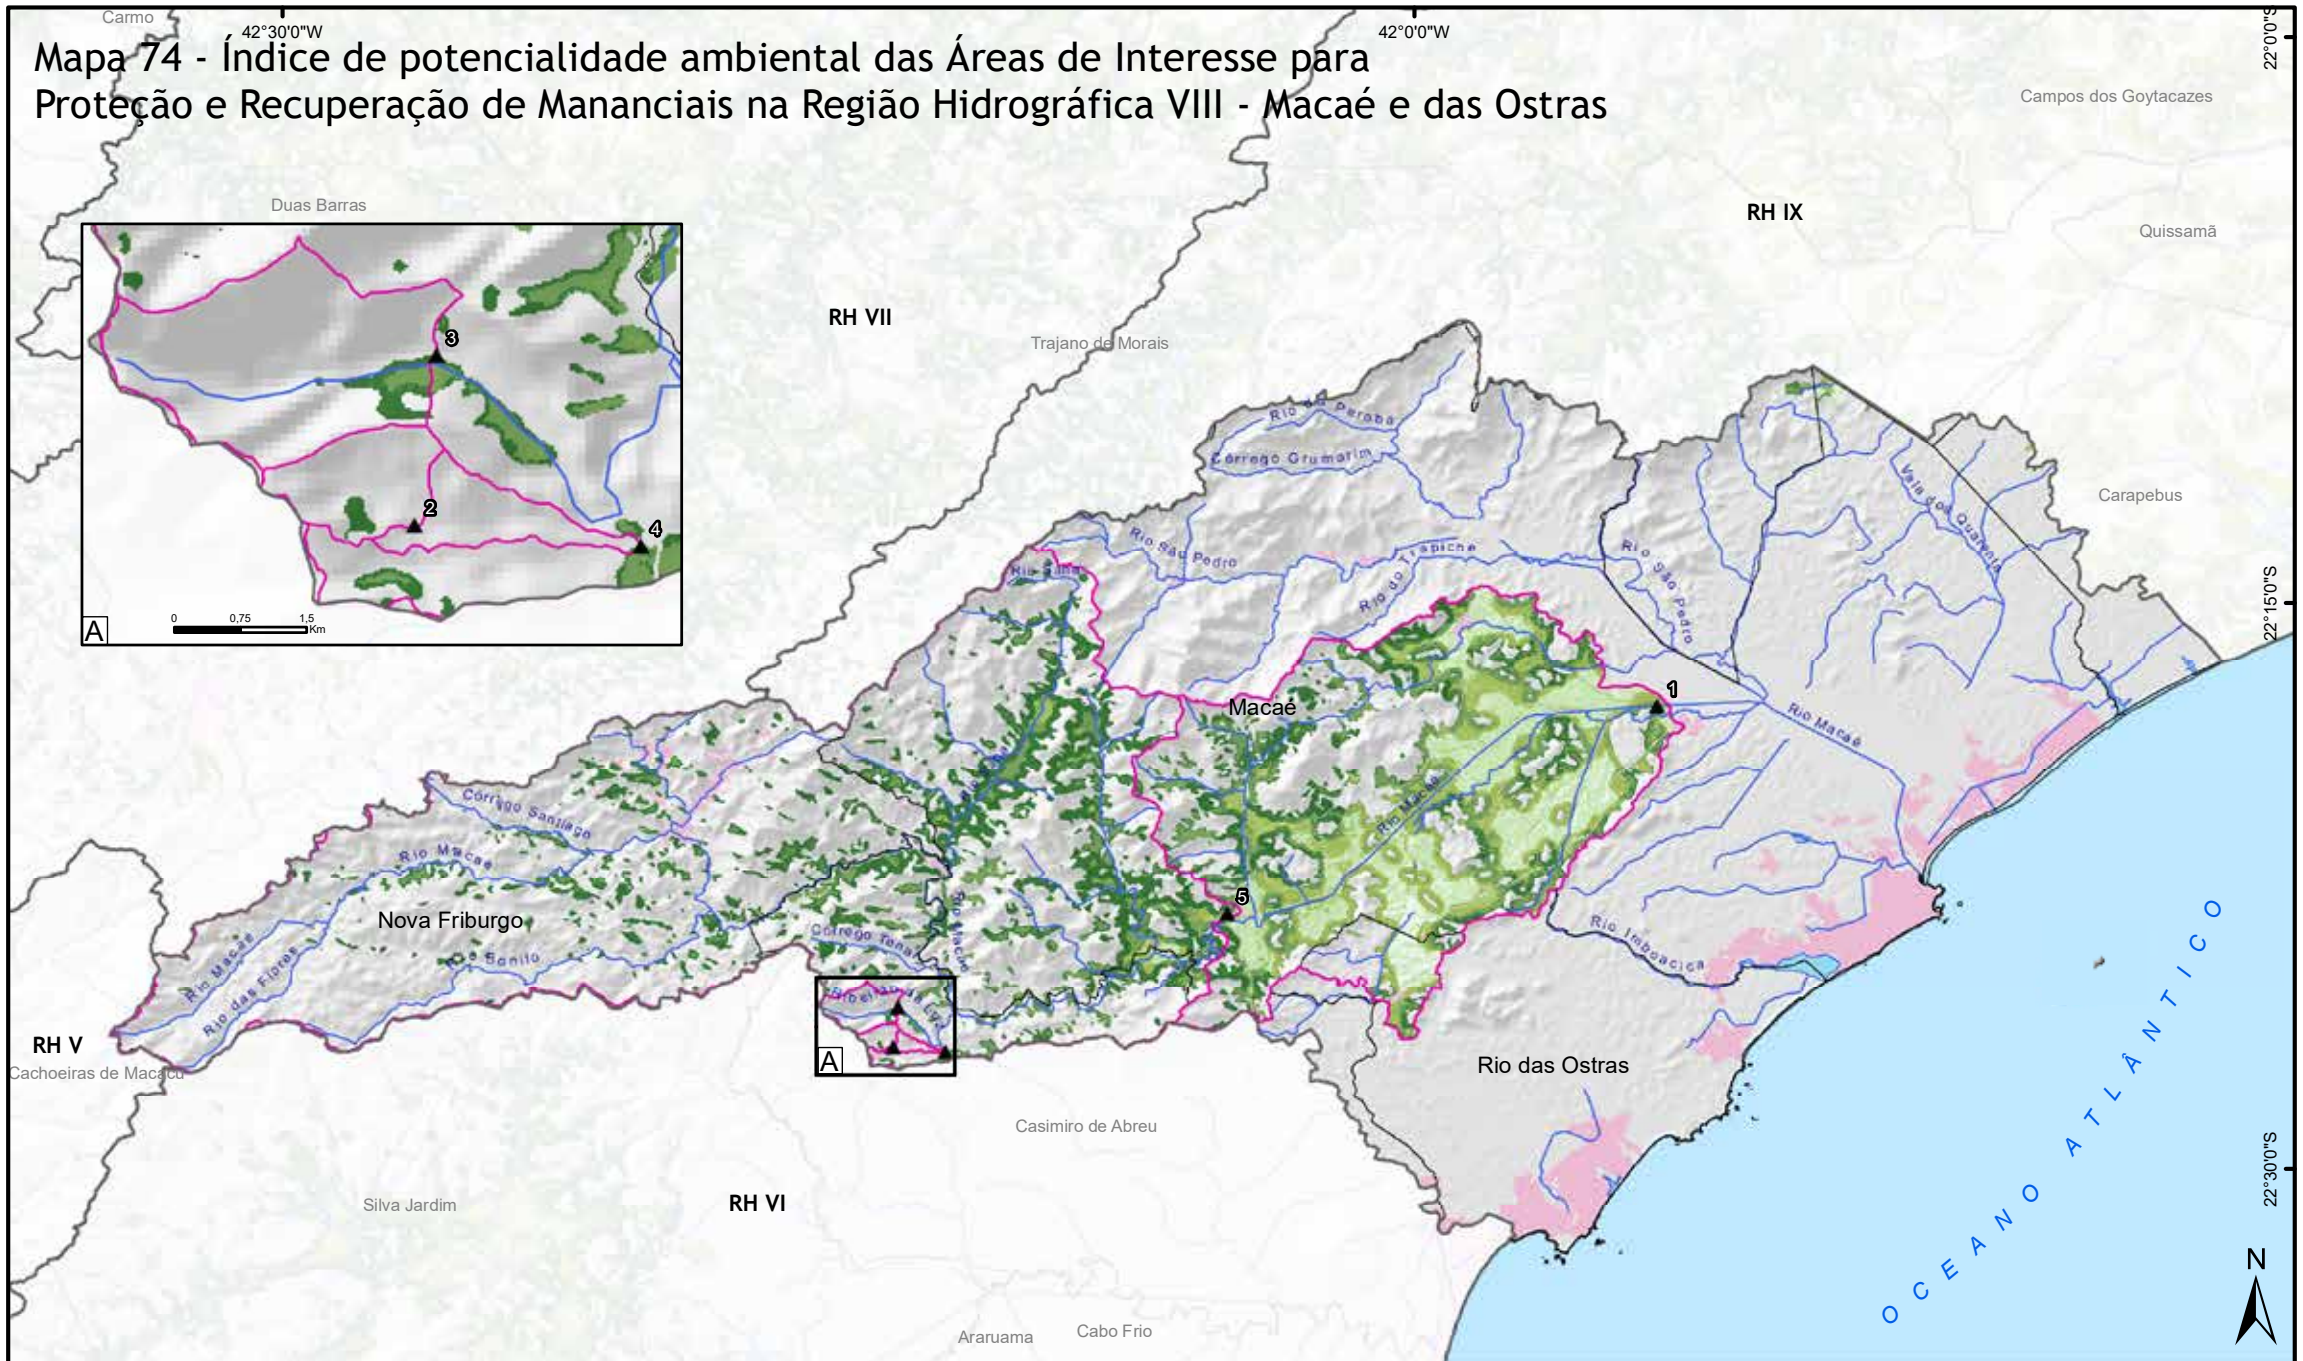 Carmo
42°30'0"W
42°0'0"W
22°0'0"S
Mapa 74 - Índice de potencialidade ambiental das Áreas de Interesse para
Proteção e Recuperação de Mananciais na Região Hidrográfica VIII - Macaé e das Ostras
Campos dos Goytacazes
Duas Barras
RH IX
Quissamã
RH VII
Trajano de Morais
3
2
4
A
0
0,75
1,5
Km
Córrego Grumarim
Vala dos Quarenta
Carapebus
Rio São Pedro
Rio do Trapiche
Rio São Pedro
22°15'0"S
1
Macaé
Rio Macaé
Rio Macaé
Córrego Santiago
Rio Macaé
5
Nova Friburgo
Rio Bonito
Rio Macaé
Rio das Flores
Rio Macaé
Rio Imboacica
RH V
Cachoeiras de Macacu
A
Rio das Ostras
Casimiro de Abreu
OCEANO ATLÂNTICO
22°30'0"S
Silva Jardim
RH VI
N
Araruama
Cabo Frio